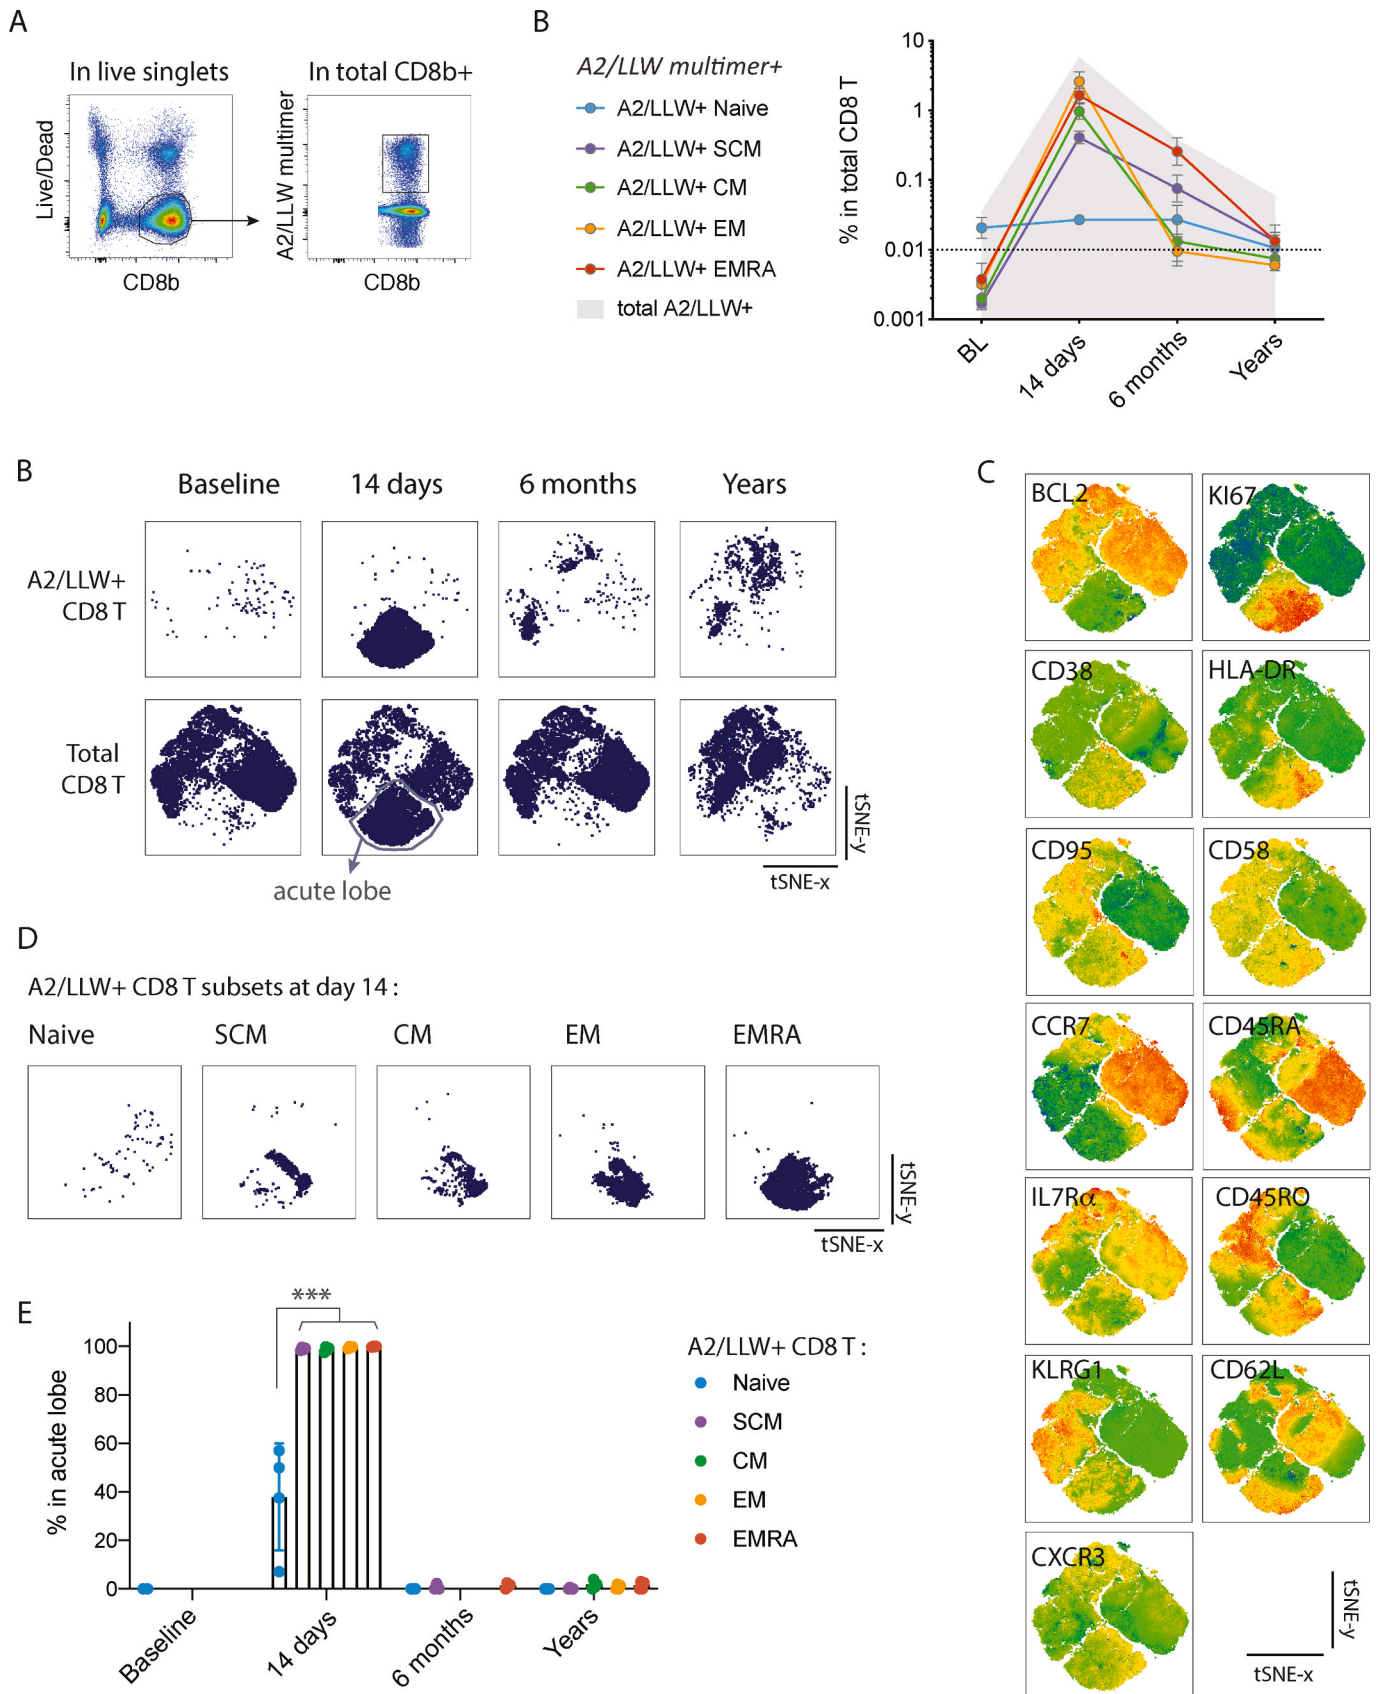 A
In live singlets
In total CD8b+
Live/Dead
CD8b
A2/LLW multimer
CD8b
B
A2/LLW multimer+
A2/LLW+ Naive
A2/LLW+ SCM
A2/LLW+ CM
A2/LLW+ EM
A2/LLW+ EMRA
total A2/LLW+
% in total CD8 T
10
1
0.1
0.01
0.001
BL
14 days
6 months
Years
B
Baseline
14 days
6 months
Years
A2/LLW+
CD8 T
Total
CD8 T
acute lobe
tSNE-y
tSNE-x
C
BCL2
KI67
CD38
HLA-DR
CD95
CD58
CCR7
CD45RA
IL7Rα
CD45RO
KLRG1
CD62L
CXCR3
tSNE-y
tSNE-x
D
A2/LLW+ CD8 T subsets at day 14 :
Naive
SCM
CM
EM
EMRA
tSNE-y
tSNE-x
E
% in acute lobe
100
80
60
40
20
0
***
Baseline
14 days
6 months
Years
A2/LLW+ CD8 T :
Naive
SCM
CM
EM
EMRA